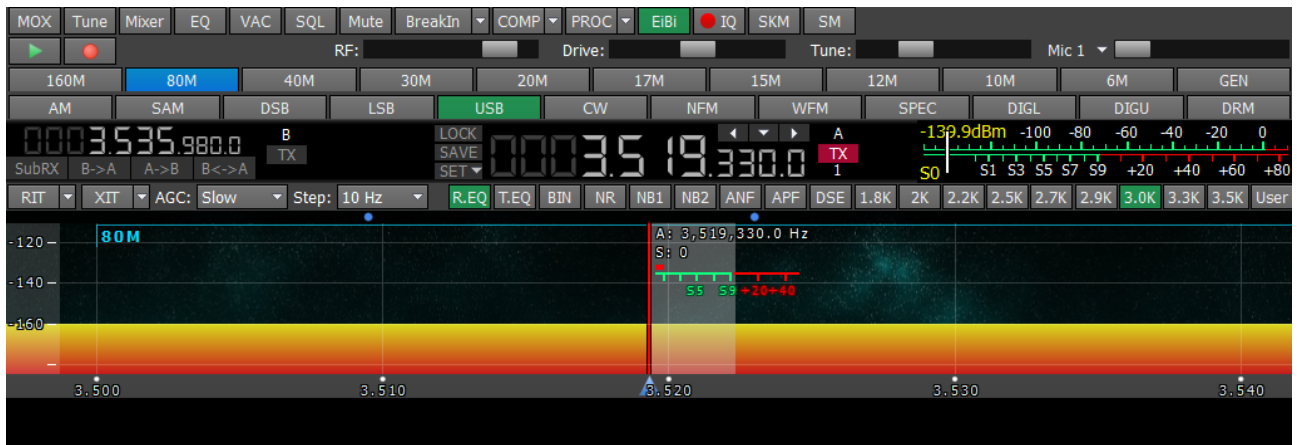 MOX Tune Mixer EQ VAC SQL Mute BreakIn COMP PROC EiBi IQ SKM SM
RF: Drive: Tune: Mic 1
160M 80M 40M 30M 20M 17M 15M 12M 10M 6M GEN
AM SAM DSB LSB USB CW NFM WFM SPEC DIGL DIGU DRM
0003.535.980.0 B TX LOCK SAVE SET 0003.519.330.0 A TX 1 -139.9dBm -100 -80 -60 -40 -20 0
SubRX B->A A->B B<->A S0 S1 S3 S5 S7 S9 +20 +40 +60 +80
RIT XIT AGC: Slow Step: 10 Hz R.EQ T.EQ BIN NR NB1 NB2 ANF APF DSE 1.8K 2K 2.2K 2.5K 2.7K 2.9K 3.0K 3.3K 3.5K User
80M A: 3,519,330.0 Hz
-120
S: 0
-140
S5 S9 +20+40
-160
3.500 3.510 3.520 3.530 3.540